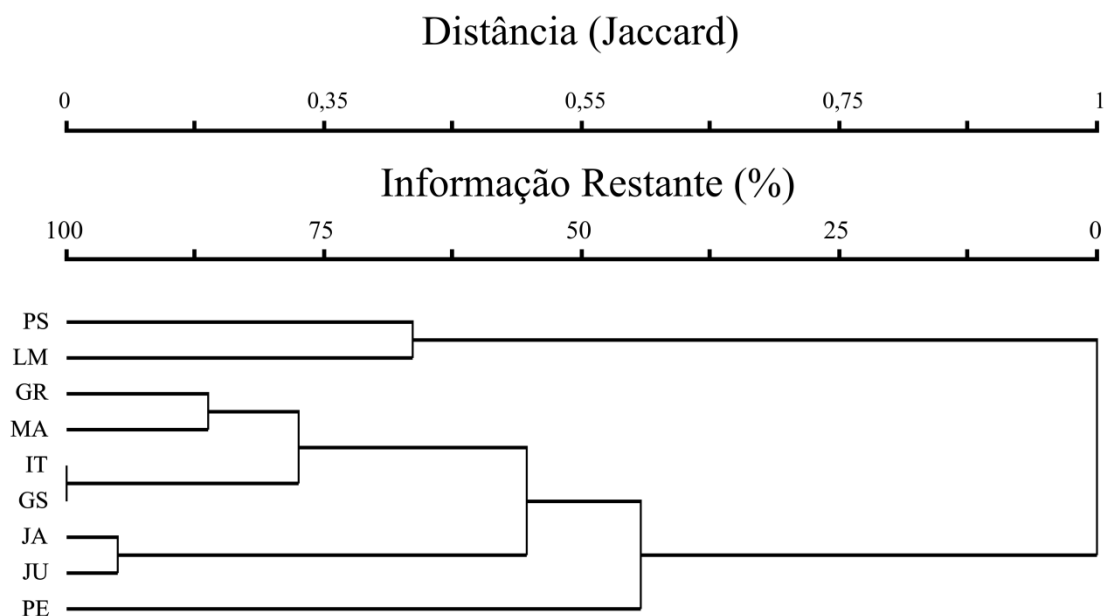 Distância (Jaccard)
0 0,35 0,55 0,75 1
Informação Restante (%)
100 75 50 25 0
PS
LM
GR
MA
IT
GS
JA
JU
PE